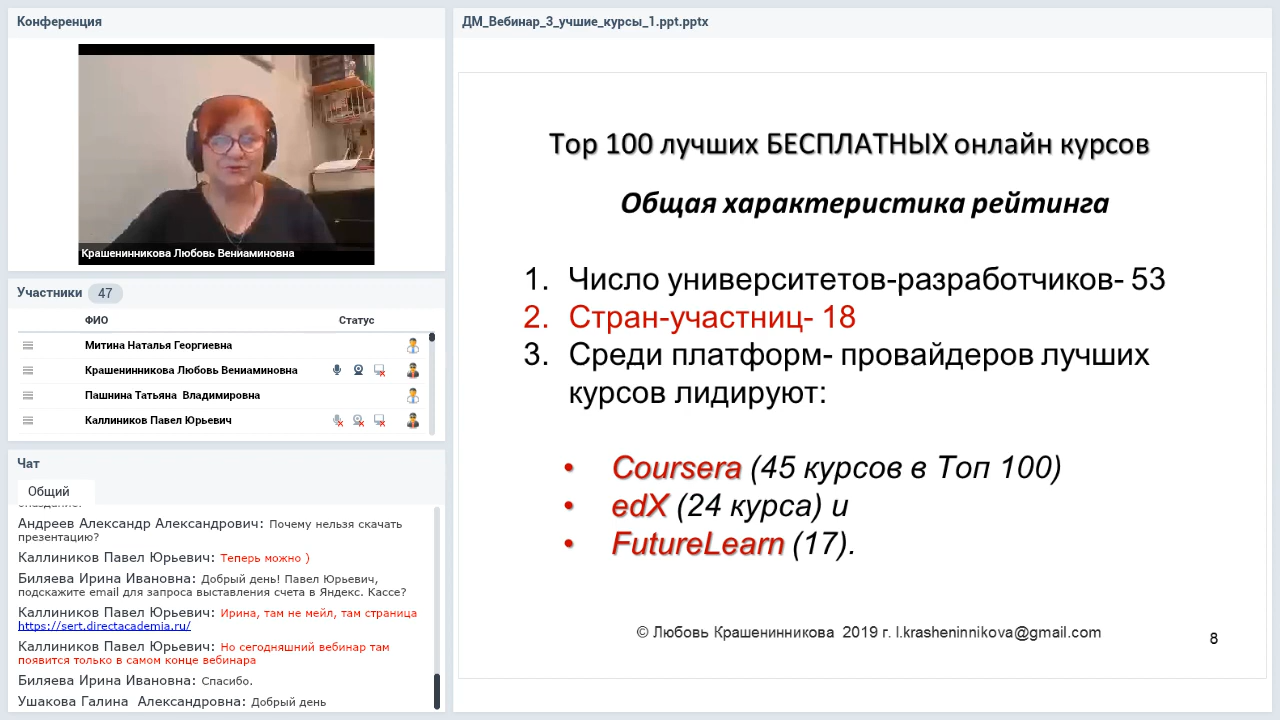 Конференция
Крашенинникова Любовь Вениаминовна
Участники 47
ФИО Статус
Митина Наталья Георгиевна
Крашенинникова Любовь Вениаминовна
Пашнина Татьяна Владимировна
Каллиников Павел Юрьевич
Чат
Общий
Андреев Александр Александрович: Почему нельзя скачать
презентацию?
Каллиников Павел Юрьевич: Теперь можно )
Биляева Ирина Ивановна: Добрый день! Павел Юрьевич,
подскажите email для запроса выставления счета в Яндекс. Кассе?
Каллиников Павел Юрьевич: Ирина, там не мейл, там страница
https://sert.directacademia.ru/
Каллиников Павел Юрьевич: Но сегодняшний вебинар там
появится только в самом конце вебинара
Биляева Ирина Ивановна: Спасибо.
Ушакова Галина Александровна: Добрый день
ДМ_Вебинар_3_учшие_курсы_1.ppt.pptx
Top 100 лучших БЕСПЛАТНЫХ онлайн курсов
Общая характеристика рейтинга
1. Число университетов-разработчиков- 53
2. Стран-участниц- 18
3. Среди платформ- провайдеров лучших
курсов лидируют:
• Coursera (45 курсов в Топ 100)
• edX (24 курса) и
• FutureLearn (17).
© Любовь Крашенинникова 2019 г. l.krasheninnikova@gmail.com
8